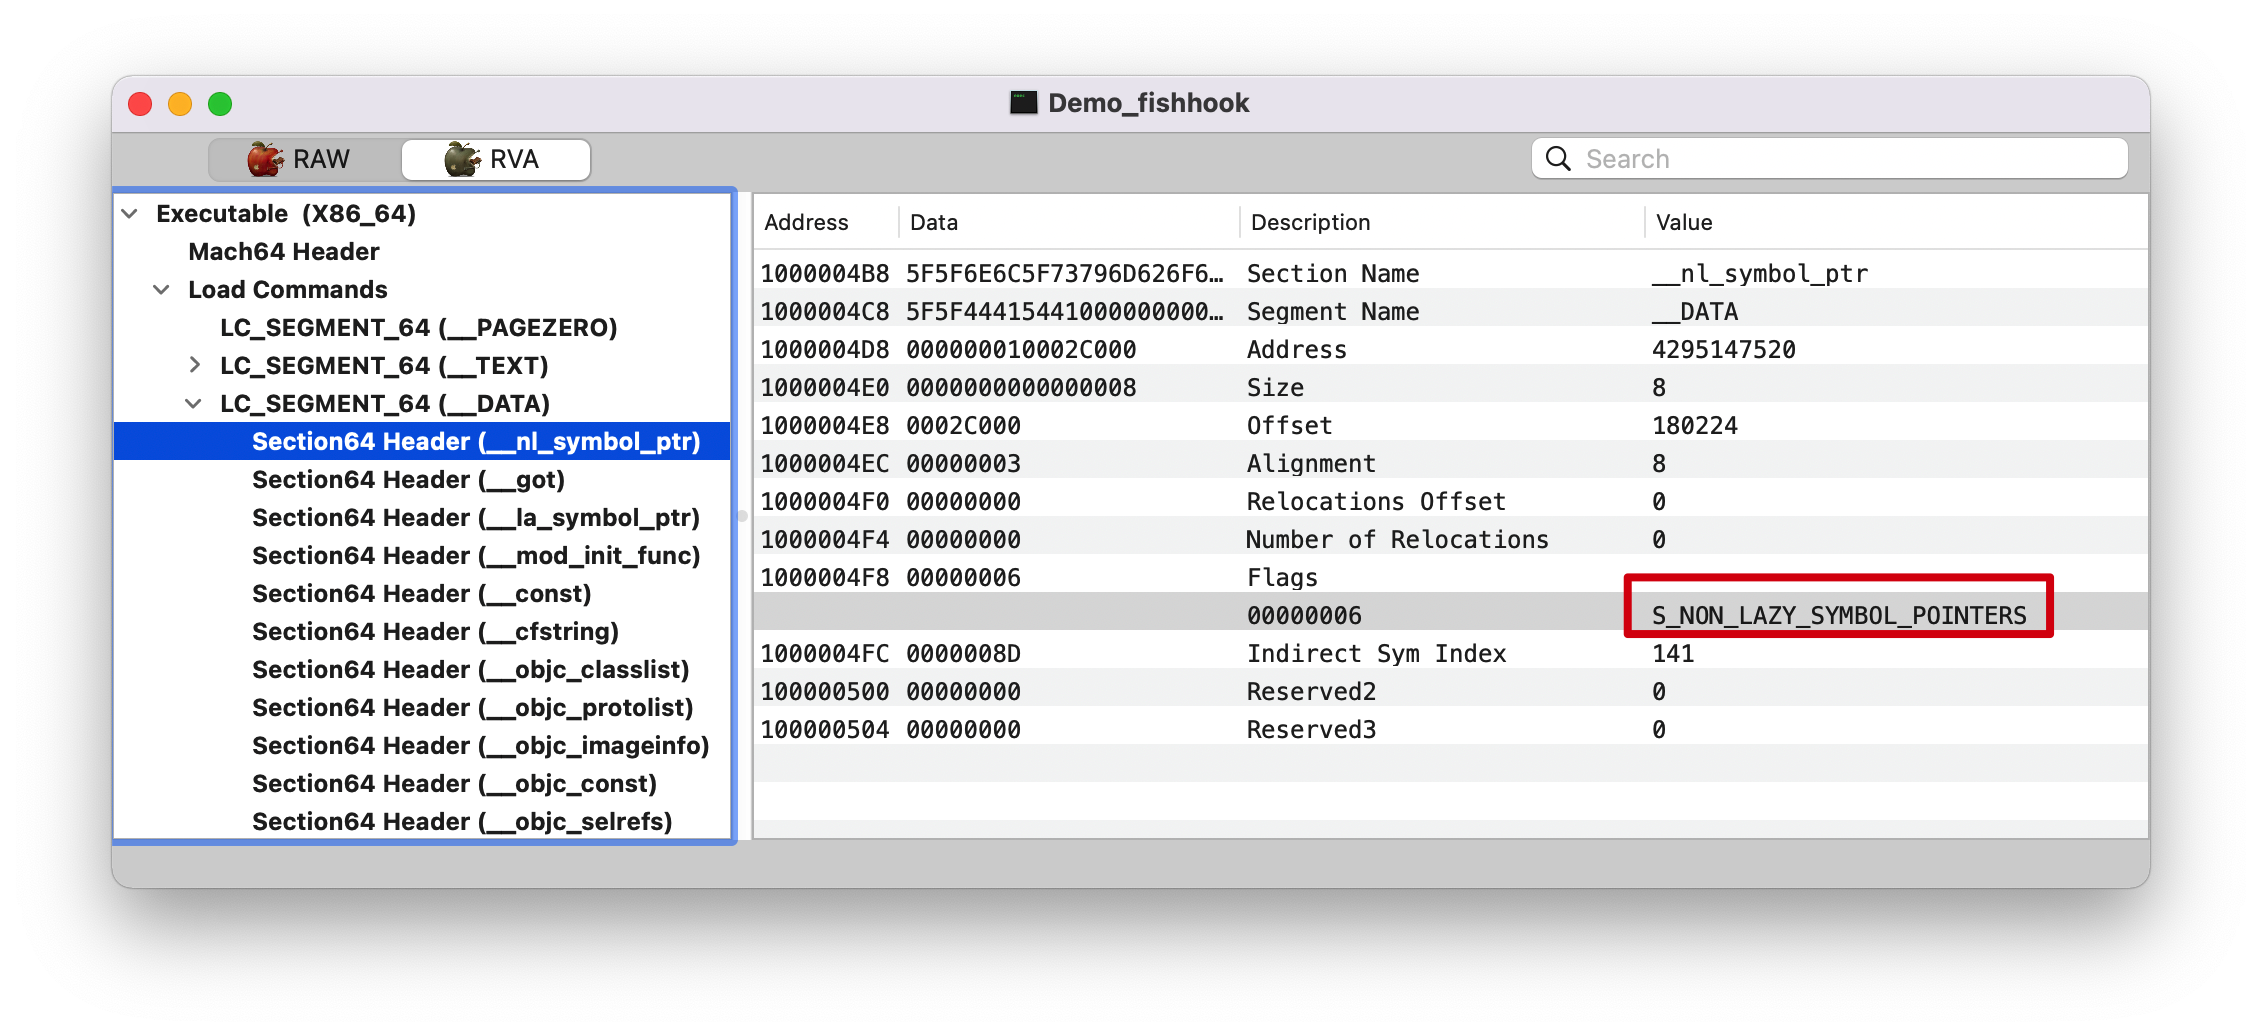 Demo_fishhook
RAW RVA Search
Executable (X86_64)
Mach64 Header
Load Commands
LC_SEGMENT_64 (__PAGEZERO)
LC_SEGMENT_64 (__TEXT)
LC_SEGMENT_64 (__DATA)
Section64 Header (__nl_symbol_ptr)
Section64 Header (__got)
Section64 Header (__la_symbol_ptr)
Section64 Header (__mod_init_func)
Section64 Header (__const)
Section64 Header (__cfstring)
Section64 Header (__objc_classlist)
Section64 Header (__objc_protolist)
Section64 Header (__objc_imageinfo)
Section64 Header (__objc_const)
Section64 Header (__objc_selrefs)
Address Data Description Value
1000004B8 5F5F6E6C5F73796D626F6… Section Name __nl_symbol_ptr
1000004C8 5F5F44415441000000000… Segment Name __DATA
1000004D8 000000010002C000 Address 4295147520
1000004E0 0000000000000008 Size 8
1000004E8 0002C000 Offset 180224
1000004EC 00000003 Alignment 8
1000004F0 00000000 Relocations Offset 0
1000004F4 00000000 Number of Relocations 0
1000004F8 00000006 Flags
00000006 S_NON_LAZY_SYMBOL_POINTERS
1000004FC 0000008D Indirect Sym Index 141
100000500 00000000 Reserved2 0
100000504 00000000 Reserved3 0